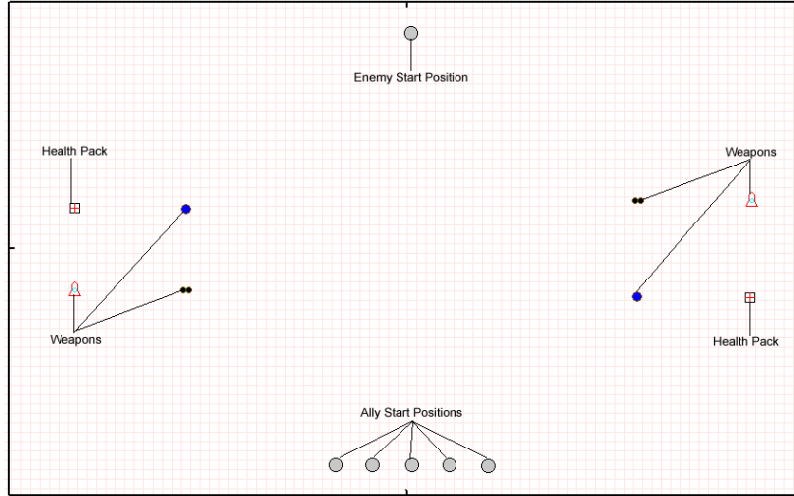 Enemy Start Position
Health Pack
Weapons
Weapons
Health Pack
Ally Start Positions